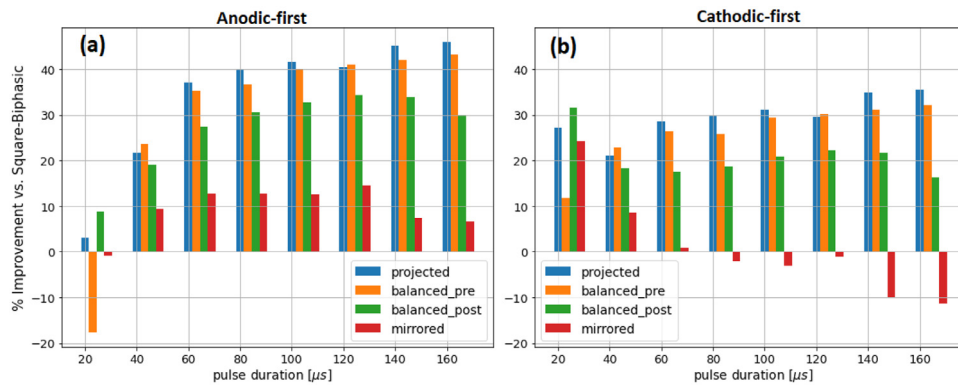 Anodic-first
Cathodic-first
(a)
(b)
% Improvement vs. Square-Biphasic
40
30
20
10
0
−10
−20
projected
balanced_pre
balanced_post
mirrored
20 40 60 80 100 120 140 160
pulse duration [μs]
40
30
20
10
0
−10
−20
projected
balanced_pre
balanced_post
mirrored
20 40 60 80 100 120 140 160
pulse duration [μs]